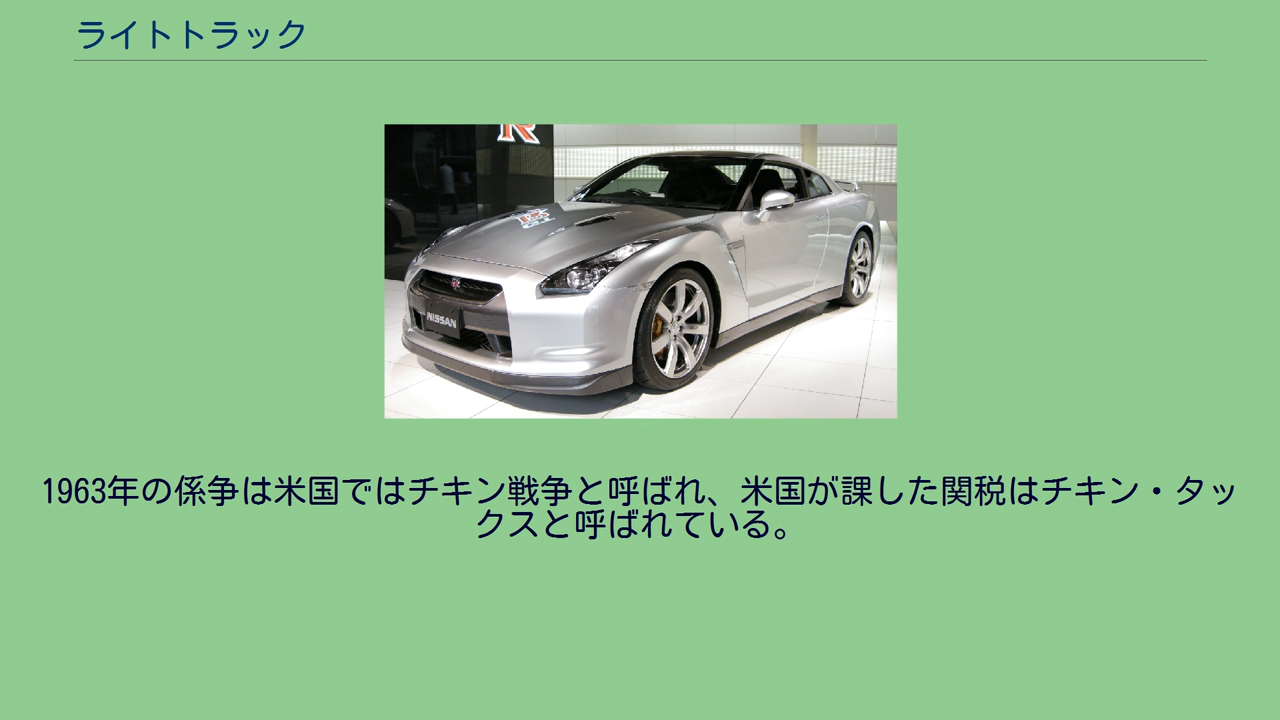 ライトトラック
R
NISSAN
1963年の係争は米国ではチキン戦争と呼ばれ、米国が課した関税はチキン・タッ
クスと呼ばれている。